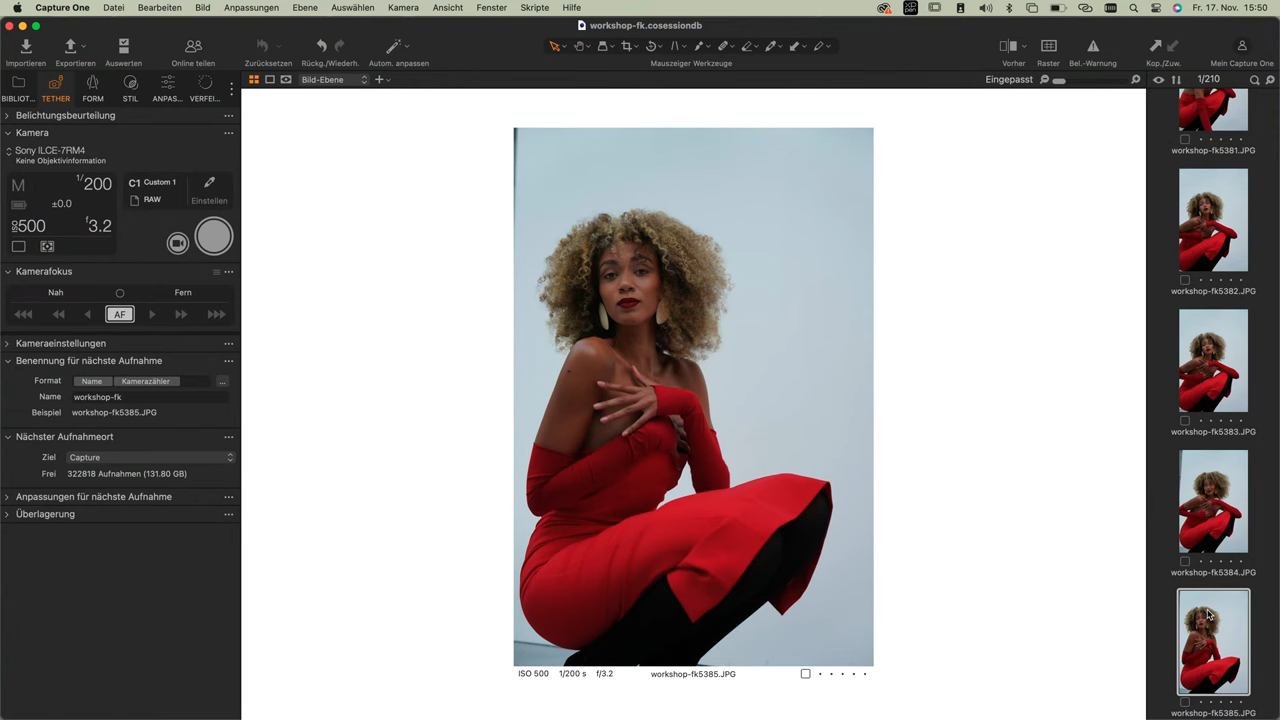 Capture One Datei Bearbeiten Bild Anpassungen Ebene Auswählen Kamera Ansicht Fenster Skripte Hilfe
Fr. 17. Nov. 15:50
workshop-fk.cosessiondb
Importieren Exportieren Auswerten Online teilen Zurücksetzen Rückg./Wiederh. Autom. anpassen Mauszeiger Werkzeuge Vorher Raster Bel.-Warnung Kop./Zuw. Mein Capture One
BIBLIOT... TETHER FORM STIL ANPAS... VERFEI...
Bild-Ebene
Eingepasst
1/210
Belichtungsbeurteilung
Kamera
Sony ILCE-7RM4
Keine Objektivinformation
M 1/200
±0.0
ISO 500 f3.2
C1 Custom 1
RAW
Einstellen
Kamerafokus
Nah Fern
AF
Kameraeinstellungen
Benennung für nächste Aufnahme
Format Name Kamerazähler ...
Name workshop-fk
Beispiel workshop-fk5385.JPG
Nächster Aufnahmeort
Ziel Capture
Frei 322818 Aufnahmen (131.80 GB)
Anpassungen für nächste Aufnahme
Überlagerung
ISO 500 1/200 s f/3.2 workshop-fk5385.JPG
workshop-fk5381.JPG
workshop-fk5382.JPG
workshop-fk5383.JPG
workshop-fk5384.JPG
workshop-fk5385.JPG